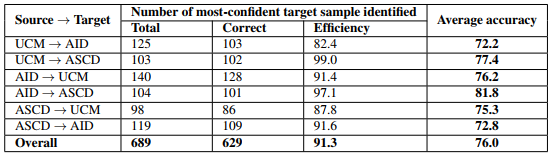 Source → Target Number of most-confident target sample identified Average accuracy
Total Correct Efficiency
UCM → AID 125 103 82.4 72.2
UCM → ASCD 103 102 99.0 77.4
AID → UCM 140 128 91.4 76.2
AID → ASCD 104 101 97.1 81.8
ASCD → UCM 98 86 87.8 75.3
ASCD → AID 119 109 91.6 72.8
Overall 689 629 91.3 76.0